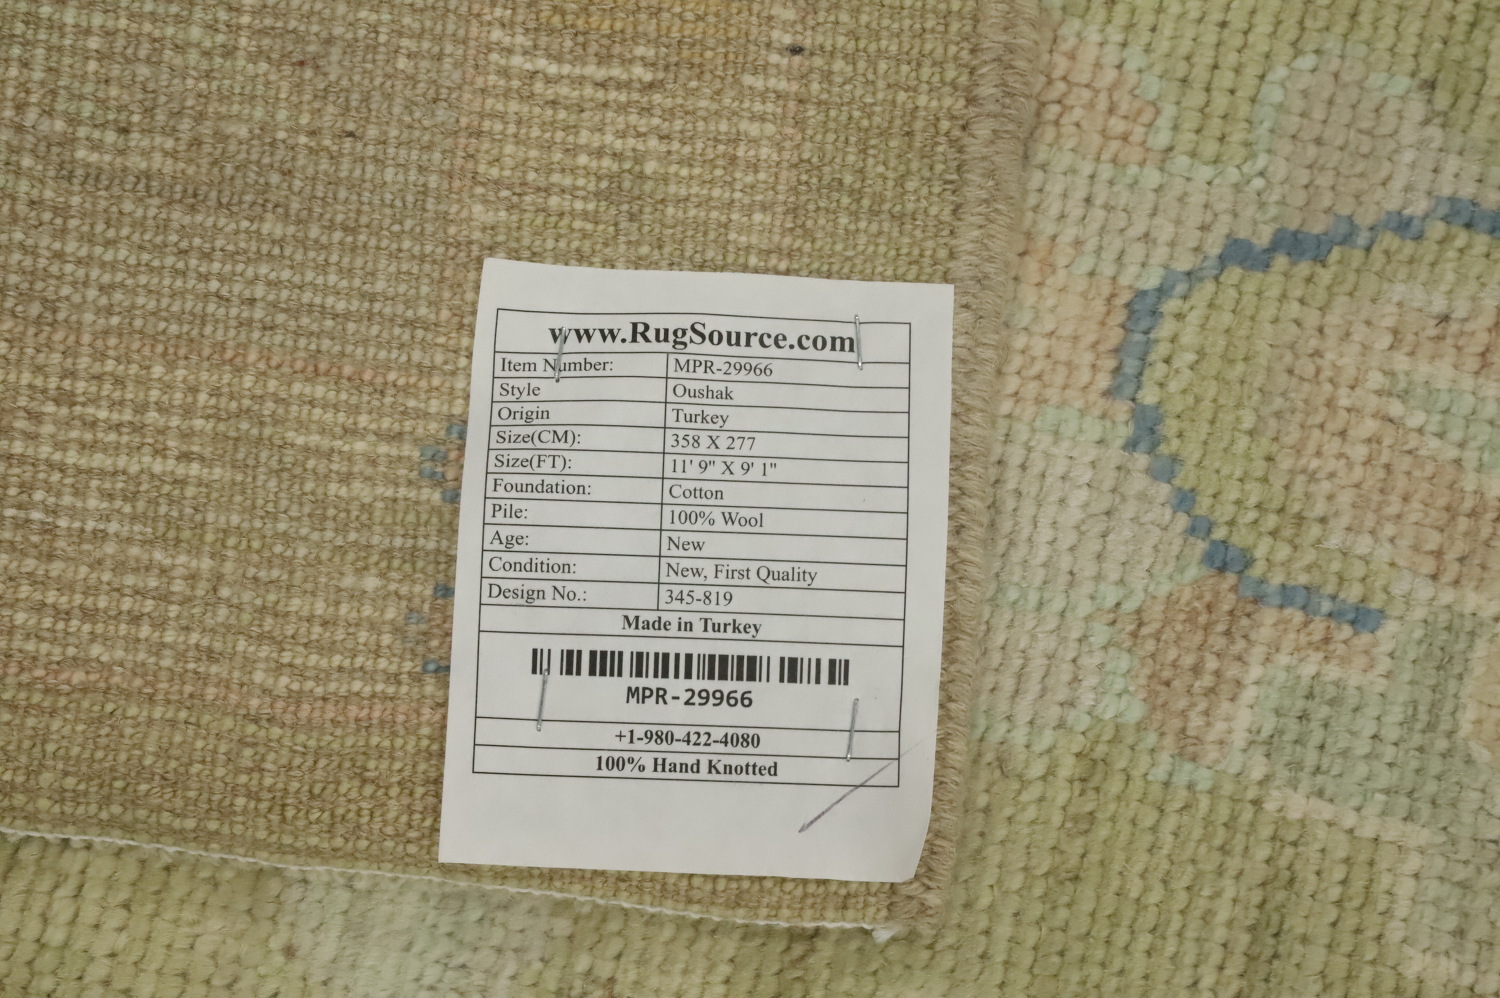 www.RugSource.com
Item Number: MPR-29966
Style Oushak
Origin Turkey
Size(CM): 358 X 277
Size(FT): 11' 9" X 9' 1"
Foundation: Cotton
Pile: 100% Wool
Age: New
Condition: New, First Quality
Design No.: 345-819
Made in Turkey
MPR-29966
+1-980-422-4080
100% Hand Knotted